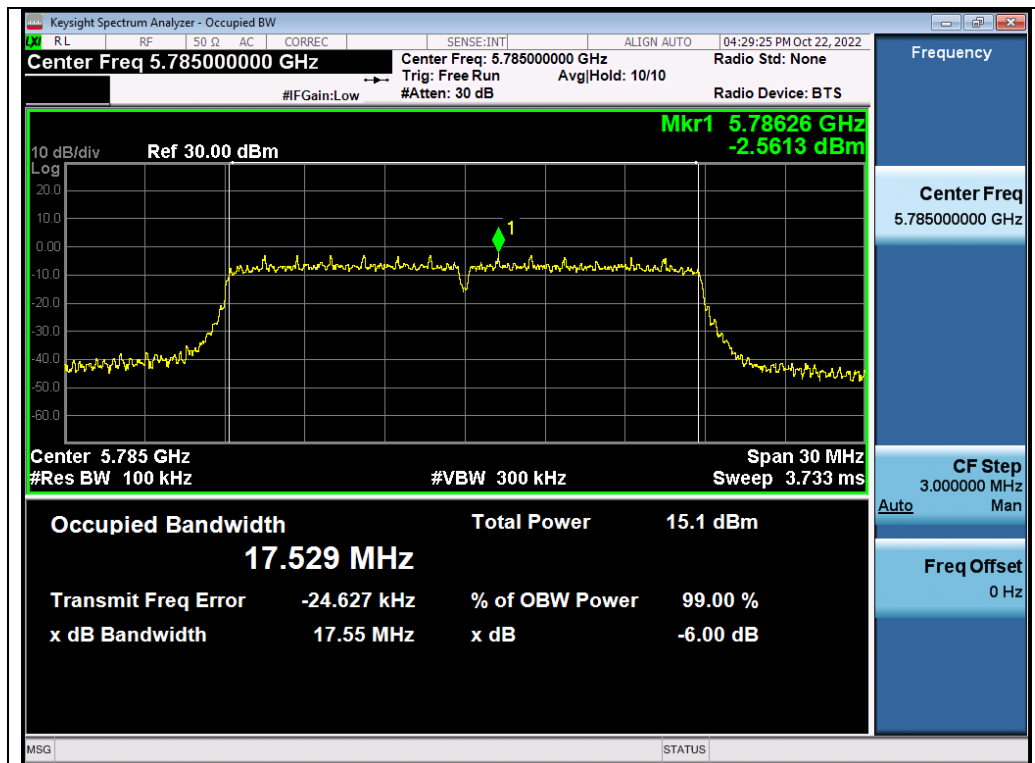 Keysight Spectrum Analyzer - Occupied BW
LXI RL RF 50 Ω AC CORREC SENSE:INT ALIGN AUTO 04:29:25 PM Oct 22, 2022
Center Freq 5.785000000 GHz
Center Freq: 5.785000000 GHz
Radio Std: None
Trig: Free Run Avg|Hold: 10/10
#IFGain:Low
#Atten: 30 dB
Radio Device: BTS
Mkr1 5.78626 GHz
-2.5613 dBm
10 dB/div Ref 30.00 dBm
Log
20.0
10.0
0.00
-10.0
-20.0
-30.0
-40.0
-50.0
-60.0
1
Center 5.785 GHz Span 30 MHz
#Res BW 100 kHz #VBW 300 kHz Sweep 3.733 ms
Occupied Bandwidth Total Power 15.1 dBm
17.529 MHz
Transmit Freq Error -24.627 kHz % of OBW Power 99.00 %
x dB Bandwidth 17.55 MHz x dB -6.00 dB
Frequency
Center Freq
5.785000000 GHz
CF Step
3.000000 MHz
Auto Man
Freq Offset
0 Hz
MSG STATUS